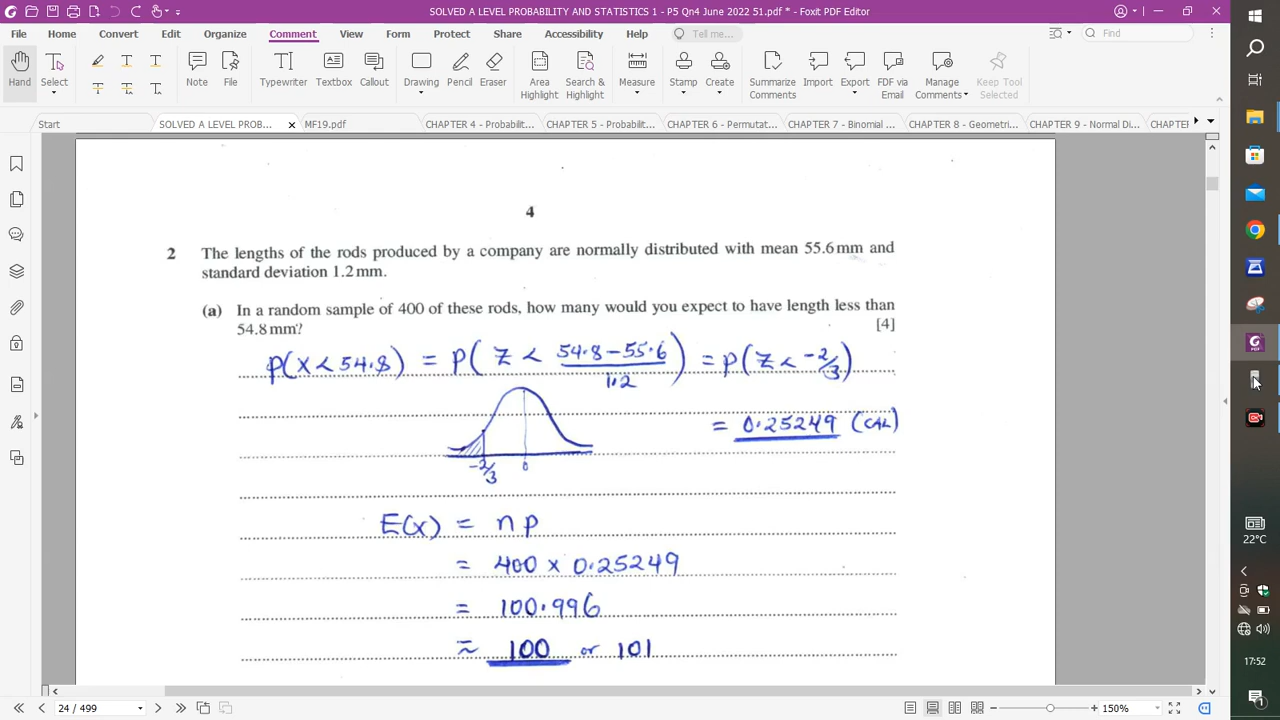 SOLVED A LEVEL PROBABILITY AND STATISTICS 1 - P5 Qn4 June 2022 51.pdf * - Foxit PDF Editor
File Home Convert Edit Organize Comment View Form Protect Share Accessibility Help Tell me... Find
Hand Select Note File Typewriter Textbox Callout Drawing Pencil Eraser Area Highlight Search & Highlight Measure Stamp Create Summarize Comments Import Export FDF via Email Manage Comments Keep Tool Selected
Start SOLVED A LEVEL PROB... MF19.pdf CHAPTER 4 - Probabilit... CHAPTER 5 - Probabilit... CHAPTER 6 - Permutat... CHAPTER 7 - Binomial ... CHAPTER 8 - Geometri... CHAPTER 9 - Normal Di... CHAPTE
4
2 The lengths of the rods produced by a company are normally distributed with mean 55.6 mm and
standard deviation 1.2 mm.
(a) In a random sample of 400 of these rods, how many would you expect to have length less than
54.8 mm? [4]
P(X < 54.8) = P( Z < (54.8 - 55.6)/1.2 ) = P(Z < -2/3)
= 0.25249 (CAL)
-2/3 0
E(X) = np
= 400 × 0.25249
= 100.996
≈ 100 or 101
22°C
17:52
24 / 499 150%